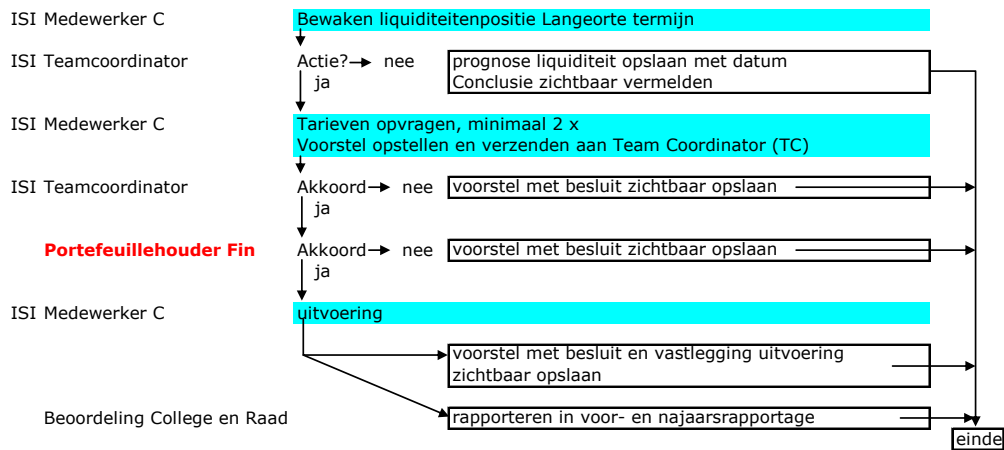 ISI Medewerker C Bewaken liquiditeitenpositie Langeorte termijn
ISI Teamcoordinator Actie? nee prognose liquiditeit opslaan met datum
ja Conclusie zichtbaar vermelden
ISI Medewerker C Tarieven opvragen, minimaal 2 x
Voorstel opstellen en verzenden aan Team Coordinator (TC)
ISI Teamcoordinator Akkoord nee voorstel met besluit zichtbaar opslaan
ja
Portefeuillehouder Fin Akkoord nee voorstel met besluit zichtbaar opslaan
ja
ISI Medewerker C uitvoering
voorstel met besluit en vastlegging uitvoering
zichtbaar opslaan
Beoordeling College en Raad rapporteren in voor- en najaarsrapportage
einde